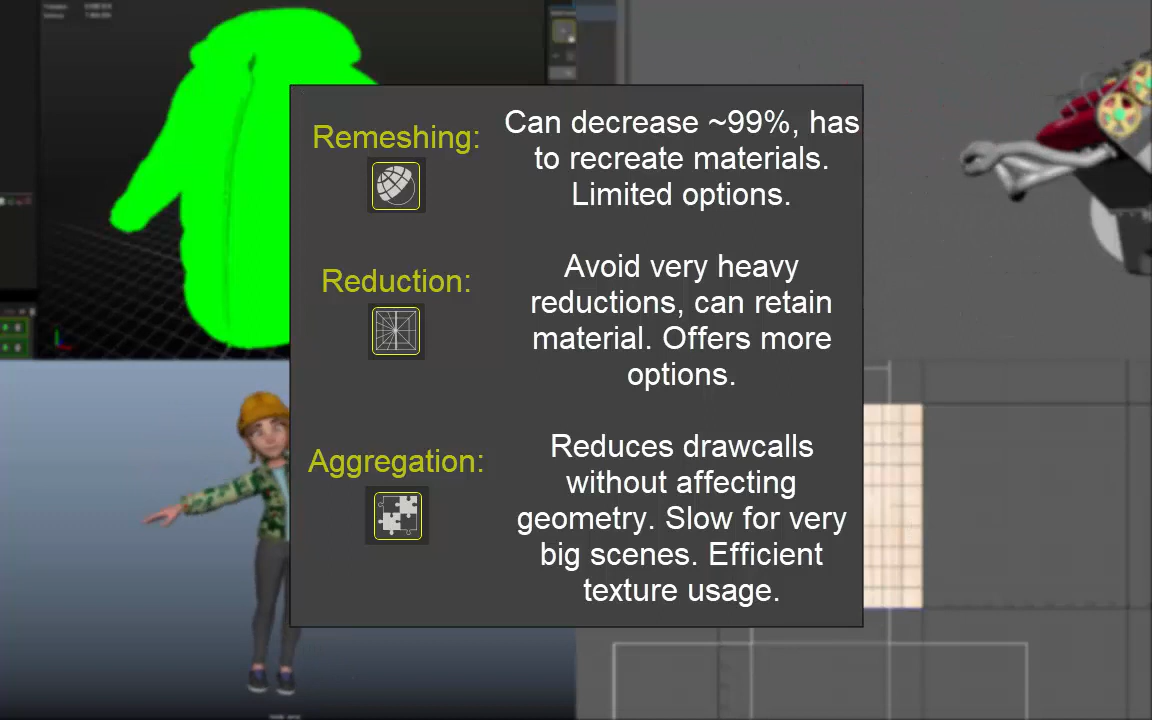 Remeshing:
Can decrease ~99%, has
to recreate materials.
Limited options.
Reduction:
Avoid very heavy
reductions, can retain
material. Offers more
options.
Aggregation:
Reduces drawcalls
without affecting
geometry. Slow for very
big scenes. Efficient
texture usage.